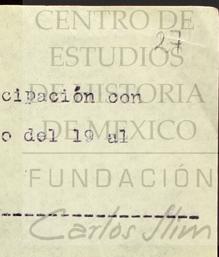 CENTRO DE
27
ESTUDIOS
DE HISTORIA
cipación con
DE MEXICO
o del 19 al
FUNDACIÓN
Carlos Slim